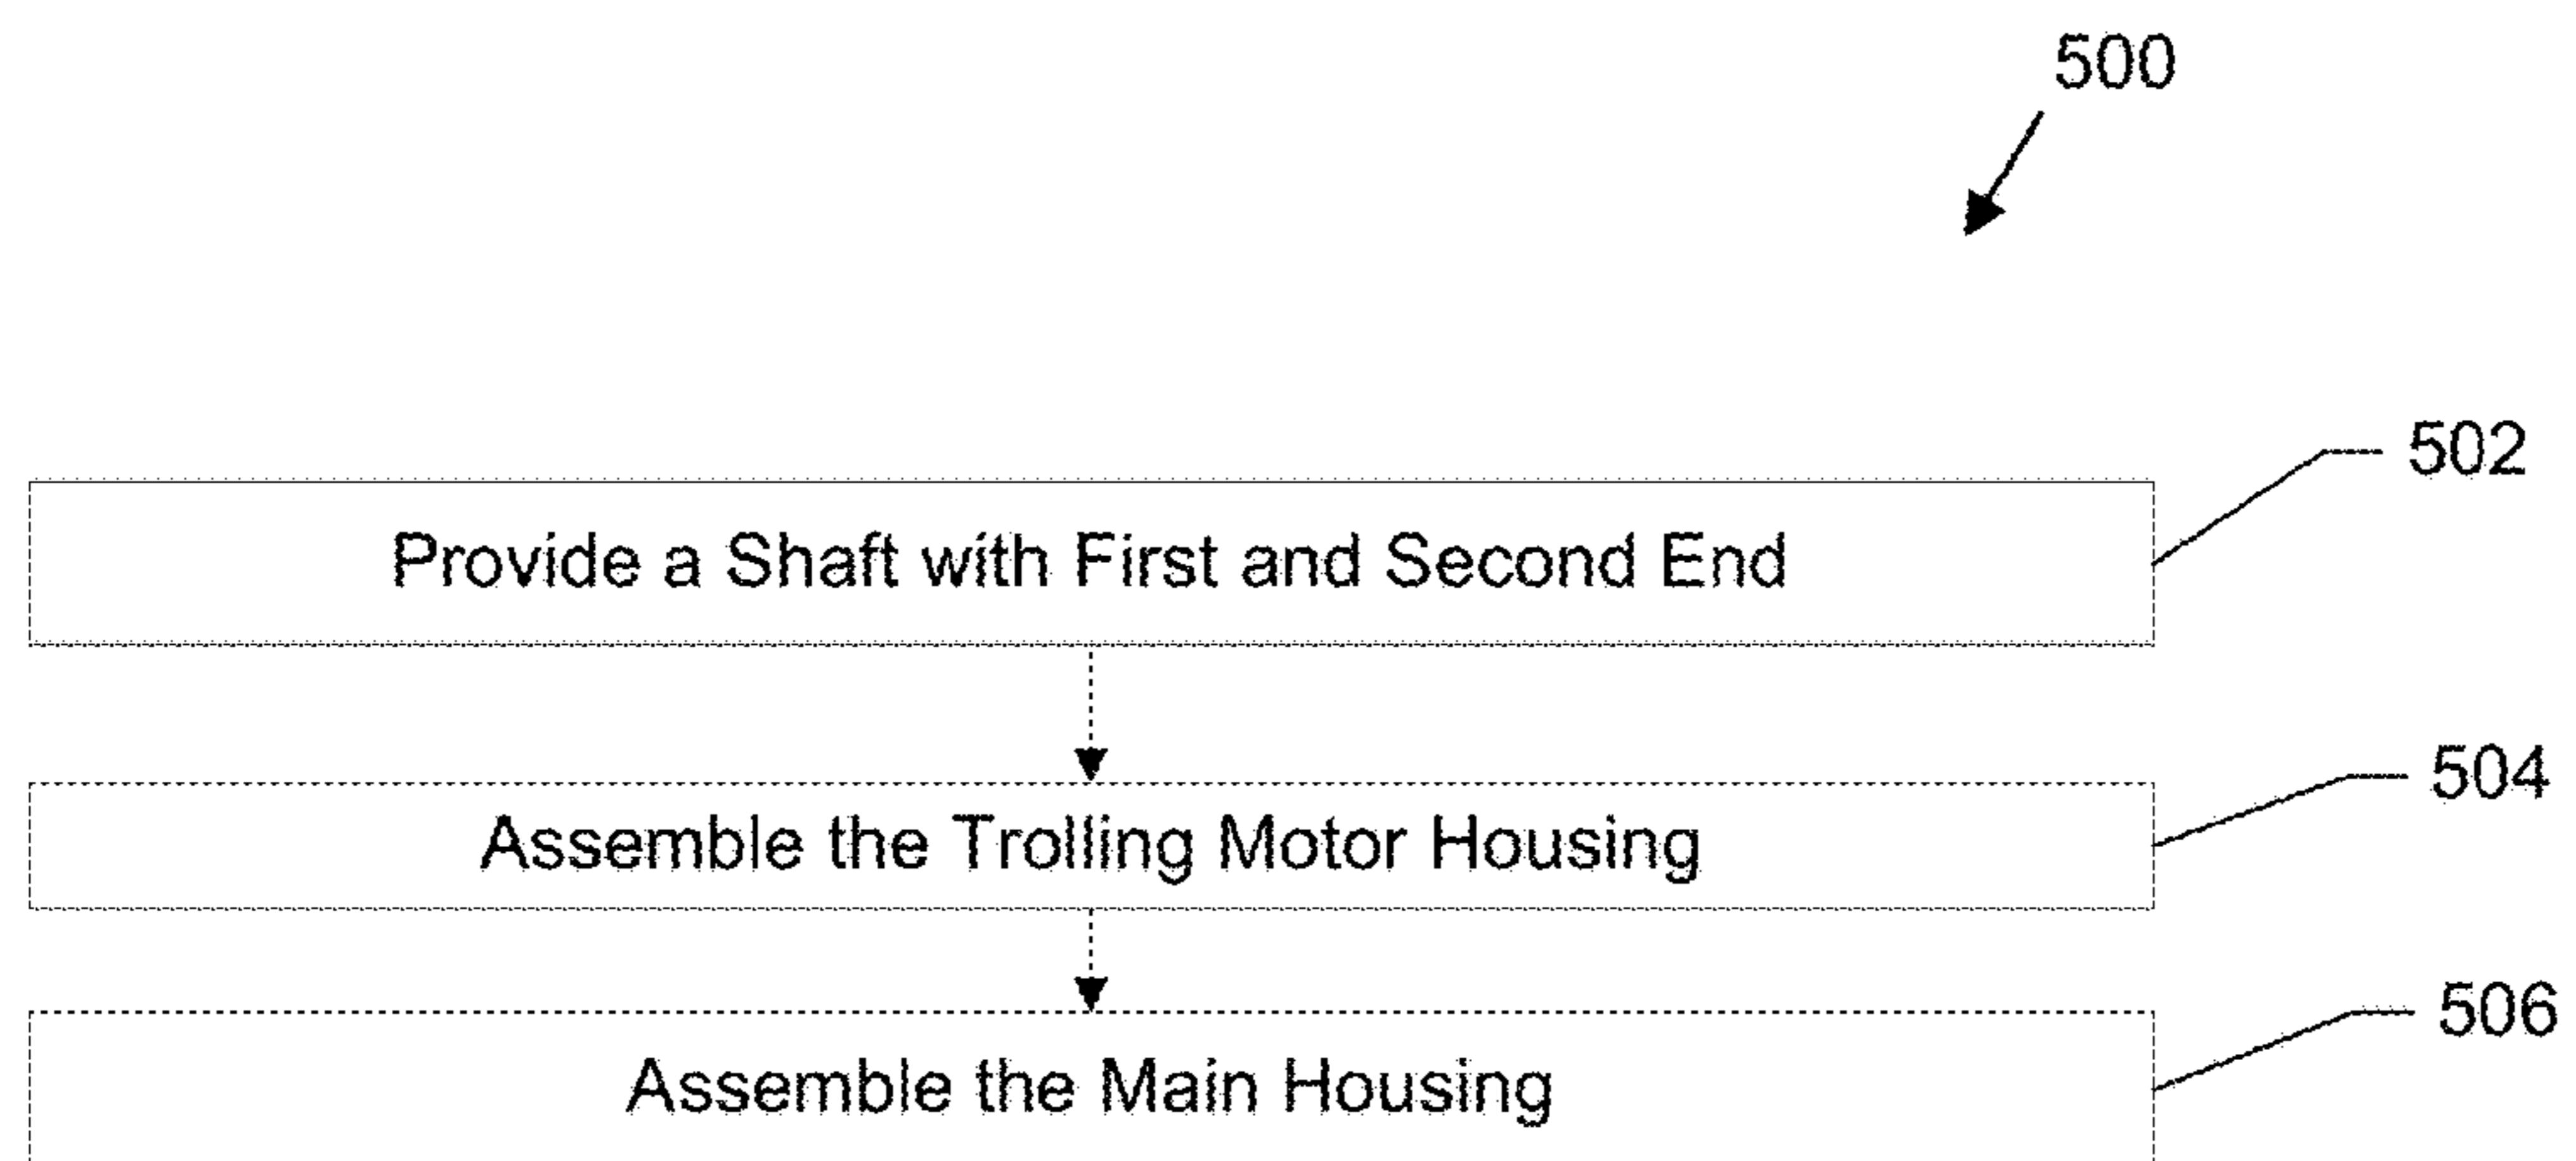 500
502
Provide a Shaft with First and Second End
504
Assemble the Trolling Motor Housing
506
Assemble the Main Housing